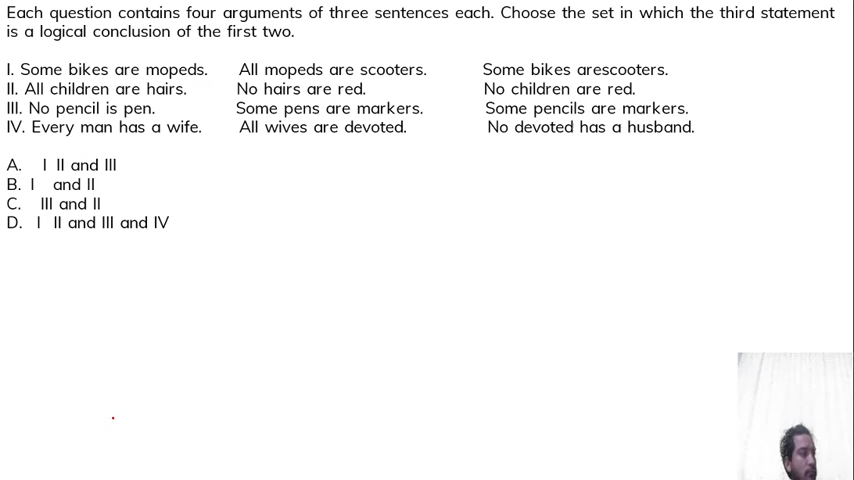 Each question contains four arguments of three sentences each. Choose the set in which the third statement
is a logical conclusion of the first two.
I. Some bikes are mopeds. All mopeds are scooters. Some bikes arescooters.
II. All children are hairs. No hairs are red. No children are red.
III. No pencil is pen. Some pens are markers. Some pencils are markers.
IV. Every man has a wife. All wives are devoted. No devoted has a husband.
A. I II and III
B. I and II
C. III and II
D. I II and III and IV